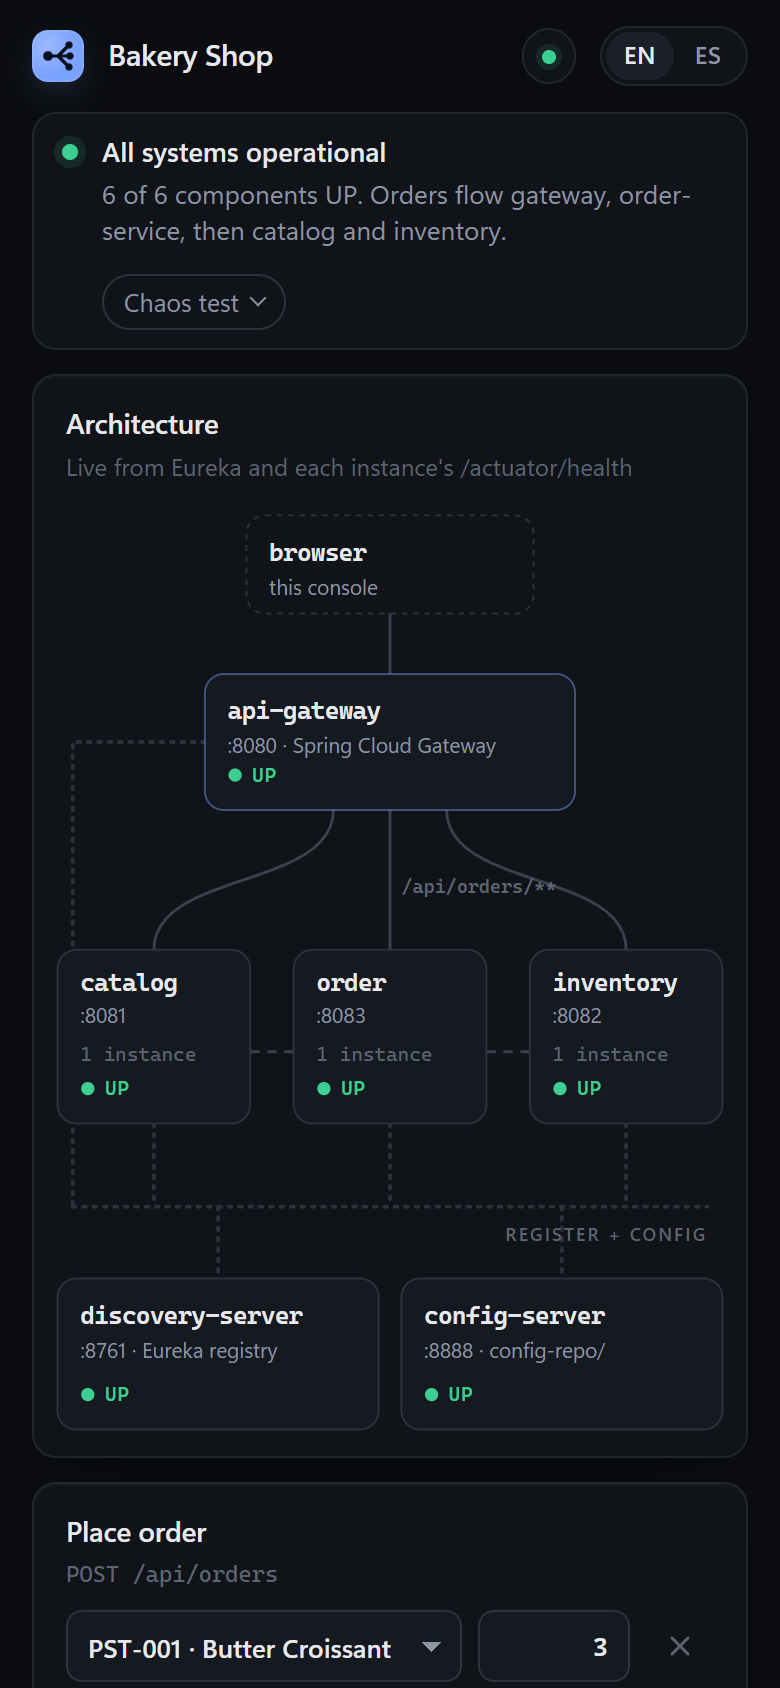 Bakery Shop
EN ES
All systems operational
6 of 6 components UP. Orders flow gateway, order-
service, then catalog and inventory.
Chaos test
Architecture
Live from Eureka and each instance's /actuator/health
browser
this console
api-gateway
:8080 · Spring Cloud Gateway
UP
/api/orders/**
catalog
:8081
1 instance
UP
order
:8083
1 instance
UP
inventory
:8082
1 instance
UP
REGISTER + CONFIG
discovery-server
:8761 · Eureka registry
UP
config-server
:8888 · config-repo/
UP
Place order
POST /api/orders
PST-001 · Butter Croissant
3